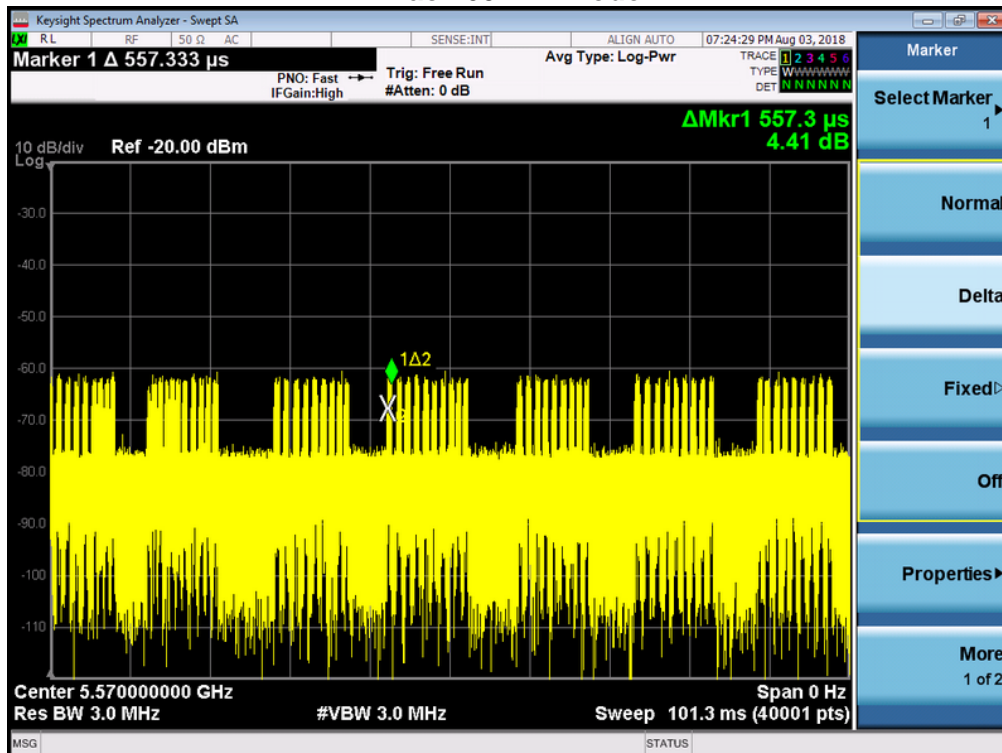 Keysight Spectrum Analyzer - Swept SA
LXI RL RF 50 Ω AC SENSE:INT ALIGN AUTO 07:24:29 PM Aug 03, 2018
Marker 1 Δ 557.333 µs
PNO: Fast
IFGain:High
Trig: Free Run
#Atten: 0 dB
Avg Type: Log-Pwr
TRACE 1 2 3 4 5 6
TYPE WWWWWW
DET N N N N N N
ΔMkr1 557.3 µs
4.41 dB
10 dB/div Ref -20.00 dBm
Log
-30.0
-40.0
-50.0
-60.0
-70.0
-80.0
-90.0
-100
-110
1Δ2
Center 5.570000000 GHz Span 0 Hz
Res BW 3.0 MHz #VBW 3.0 MHz Sweep 101.3 ms (40001 pts)
MSG STATUS
Marker
Select Marker
1
Normal
Delta
Fixed
Off
Properties
More
1 of 2